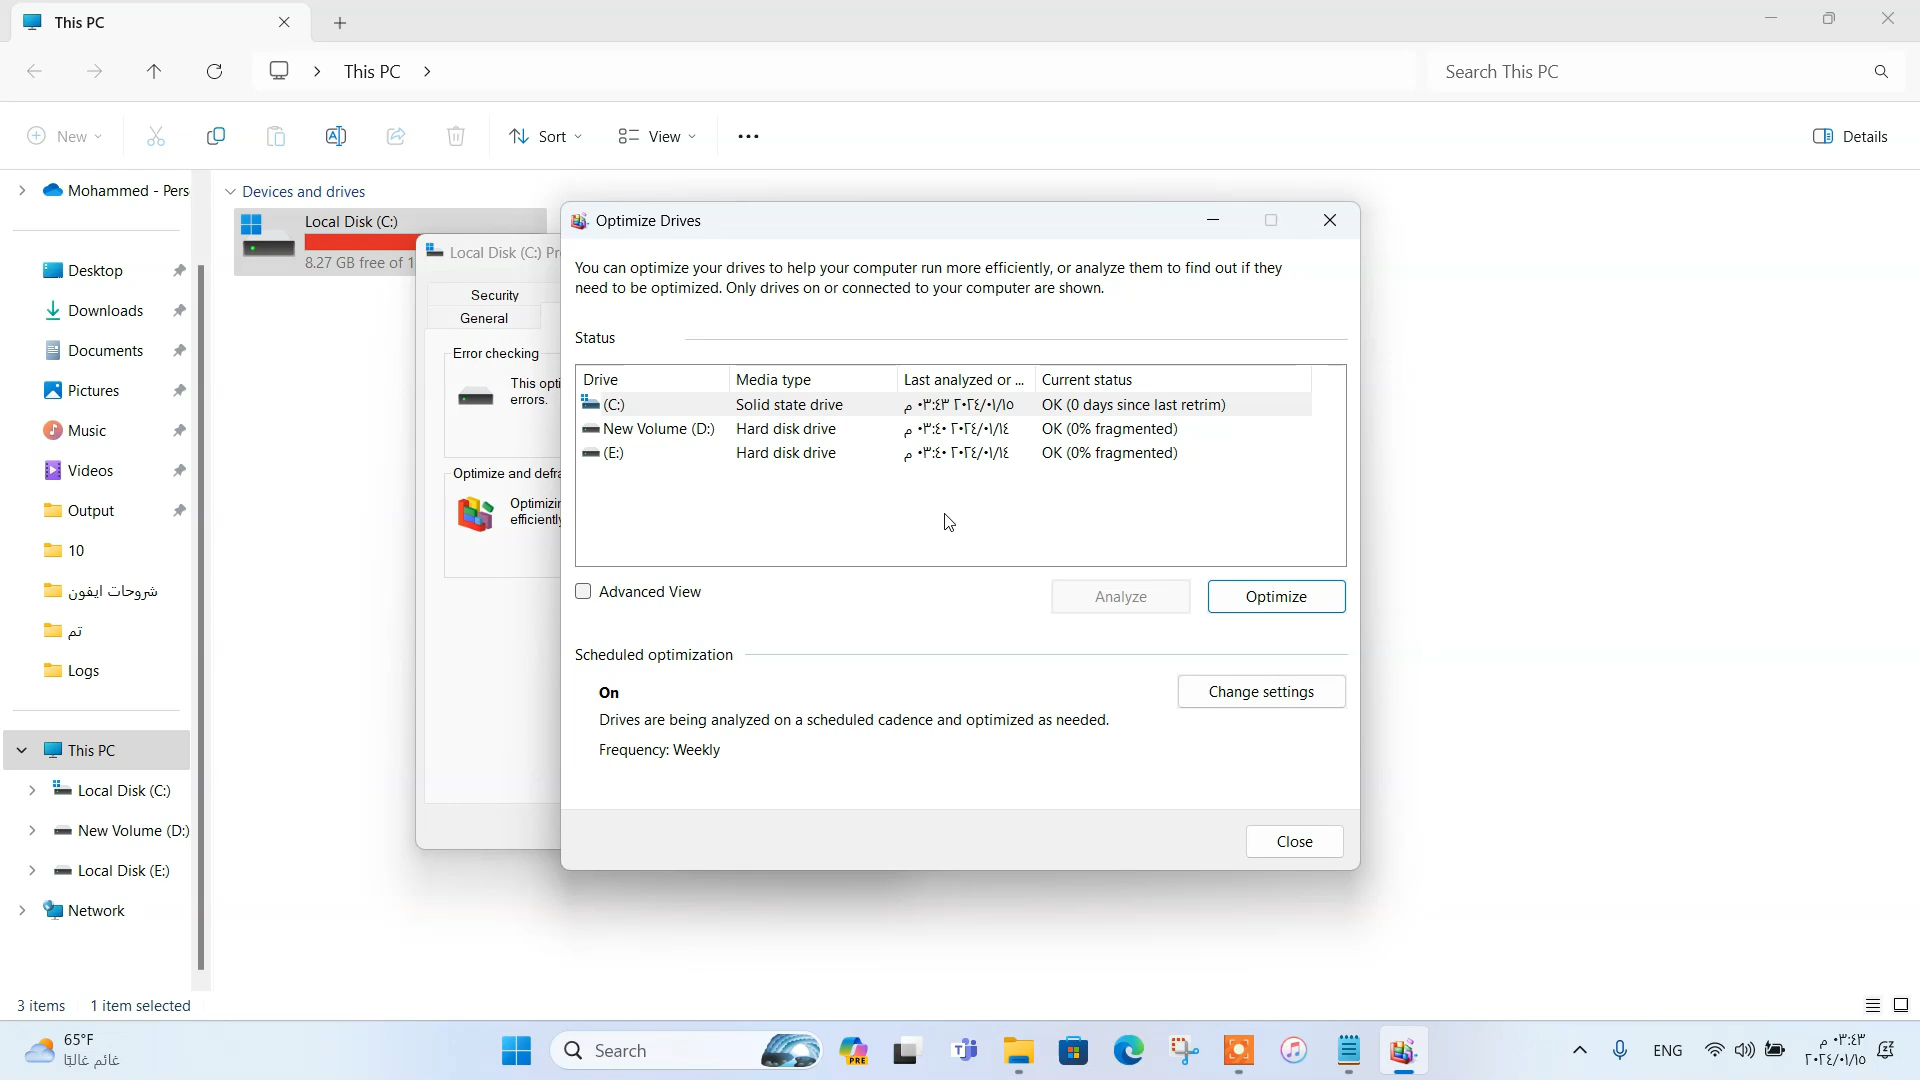 This PC
This PC
Search This PC
New
Sort
View
Details
Mohammed - Pers
Desktop
Downloads
Documents
Pictures
Music
Videos
Output
10
شروحات ايفون
تم
Logs
This PC
Local Disk (C:)
New Volume (D:)
Local Disk (E:)
Network
Devices and drives
Local Disk (C:)
8.27 GB free of 1
Local Disk (C:) Pr
Security
General
Error checking
This opti
errors.
Optimize and defra
Optimizin
efficiently
Optimize Drives
You can optimize your drives to help your computer run more efficiently, or analyze them to find out if they
need to be optimized. Only drives on or connected to your computer are shown.
Status
Drive Media type Last analyzed or ... Current status
(C:) Solid state drive ٢٠٢٤/٠١/١٥ ٠٣:٤٣ م OK (0 days since last retrim)
New Volume (D:) Hard disk drive ٢٠٢٤/٠١/١٤ ٠٣:٤٠ م OK (0% fragmented)
(E:) Hard disk drive ٢٠٢٤/٠١/١٤ ٠٣:٤٠ م OK (0% fragmented)
Advanced View
Analyze
Optimize
Scheduled optimization
On
Change settings
Drives are being analyzed on a scheduled cadence and optimized as needed.
Frequency: Weekly
Close
3 items 1 item selected
65°F
غائم غالبًا
Search
PRE
ENG
٠٣:٤٣ م
٢٠٢٤/٠١/١٥